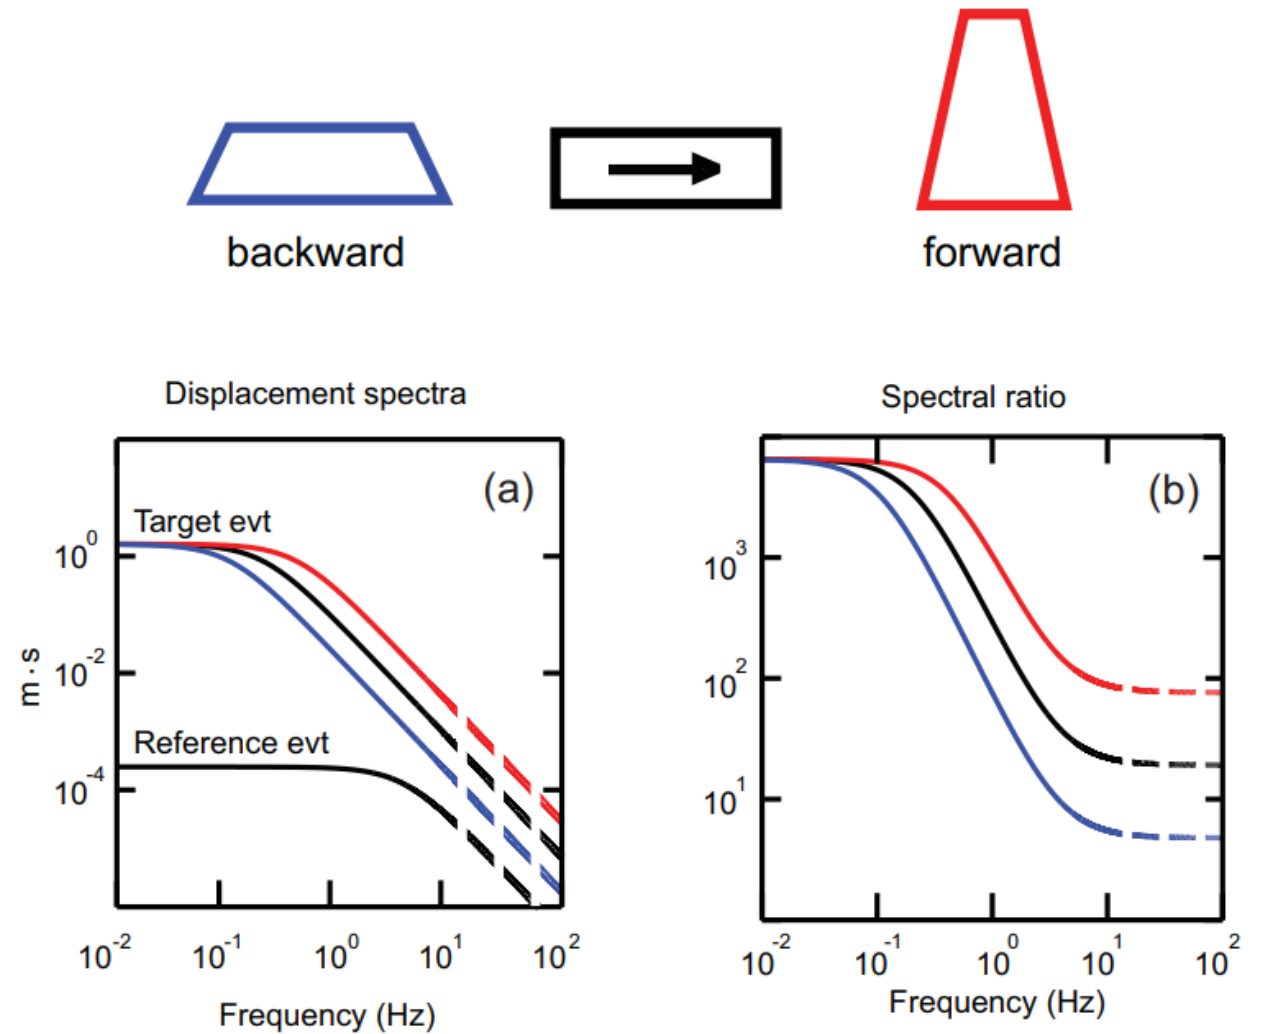 backward
forward
Displacement spectra
Spectral ratio
(a)
(b)
Target evt
Reference evt
m · s
10^0
10^-2
10^-4
10^3
10^2
10^1
10^-2 10^-1 10^0 10^1 10^2
10^-2 10^-1 10^0 10^1 10^2
Frequency (Hz)
Frequency (Hz)